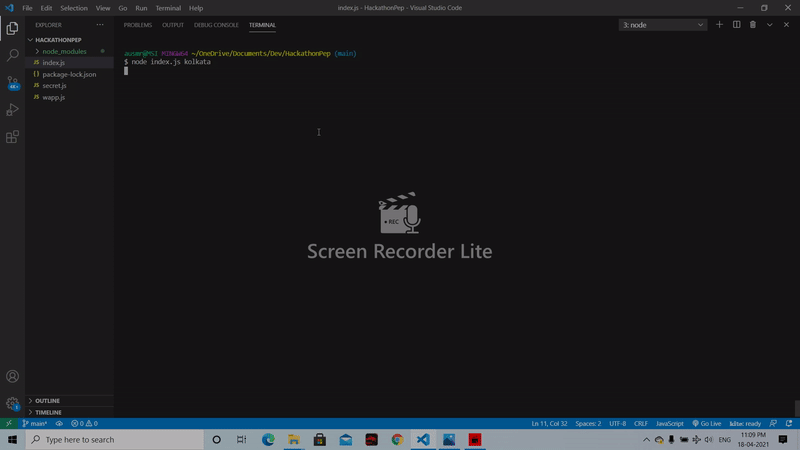 File Edit Selection View Go Run Terminal Help
index.js - HackathonPep - Visual Studio Code
EXPLORER
PROBLEMS OUTPUT DEBUG CONSOLE TERMINAL
3: node
HACKATHONPEP
node_modules
JS index.js
{ } package-lock.json
JS secret.js
JS wapp.js
MINGW64 ~/OneDrive/Documents/Dev/HackathonPep (main)
$ node index.js kolkata
REC
Screen Recorder Lite
OUTLINE
TIMELINE
main* 0 0
Ln 11, Col 32 Spaces: 2 UTF-8 CRLF JavaScript Go Live ready
Type here to search
ENG
11:09 PM
18-04-2021